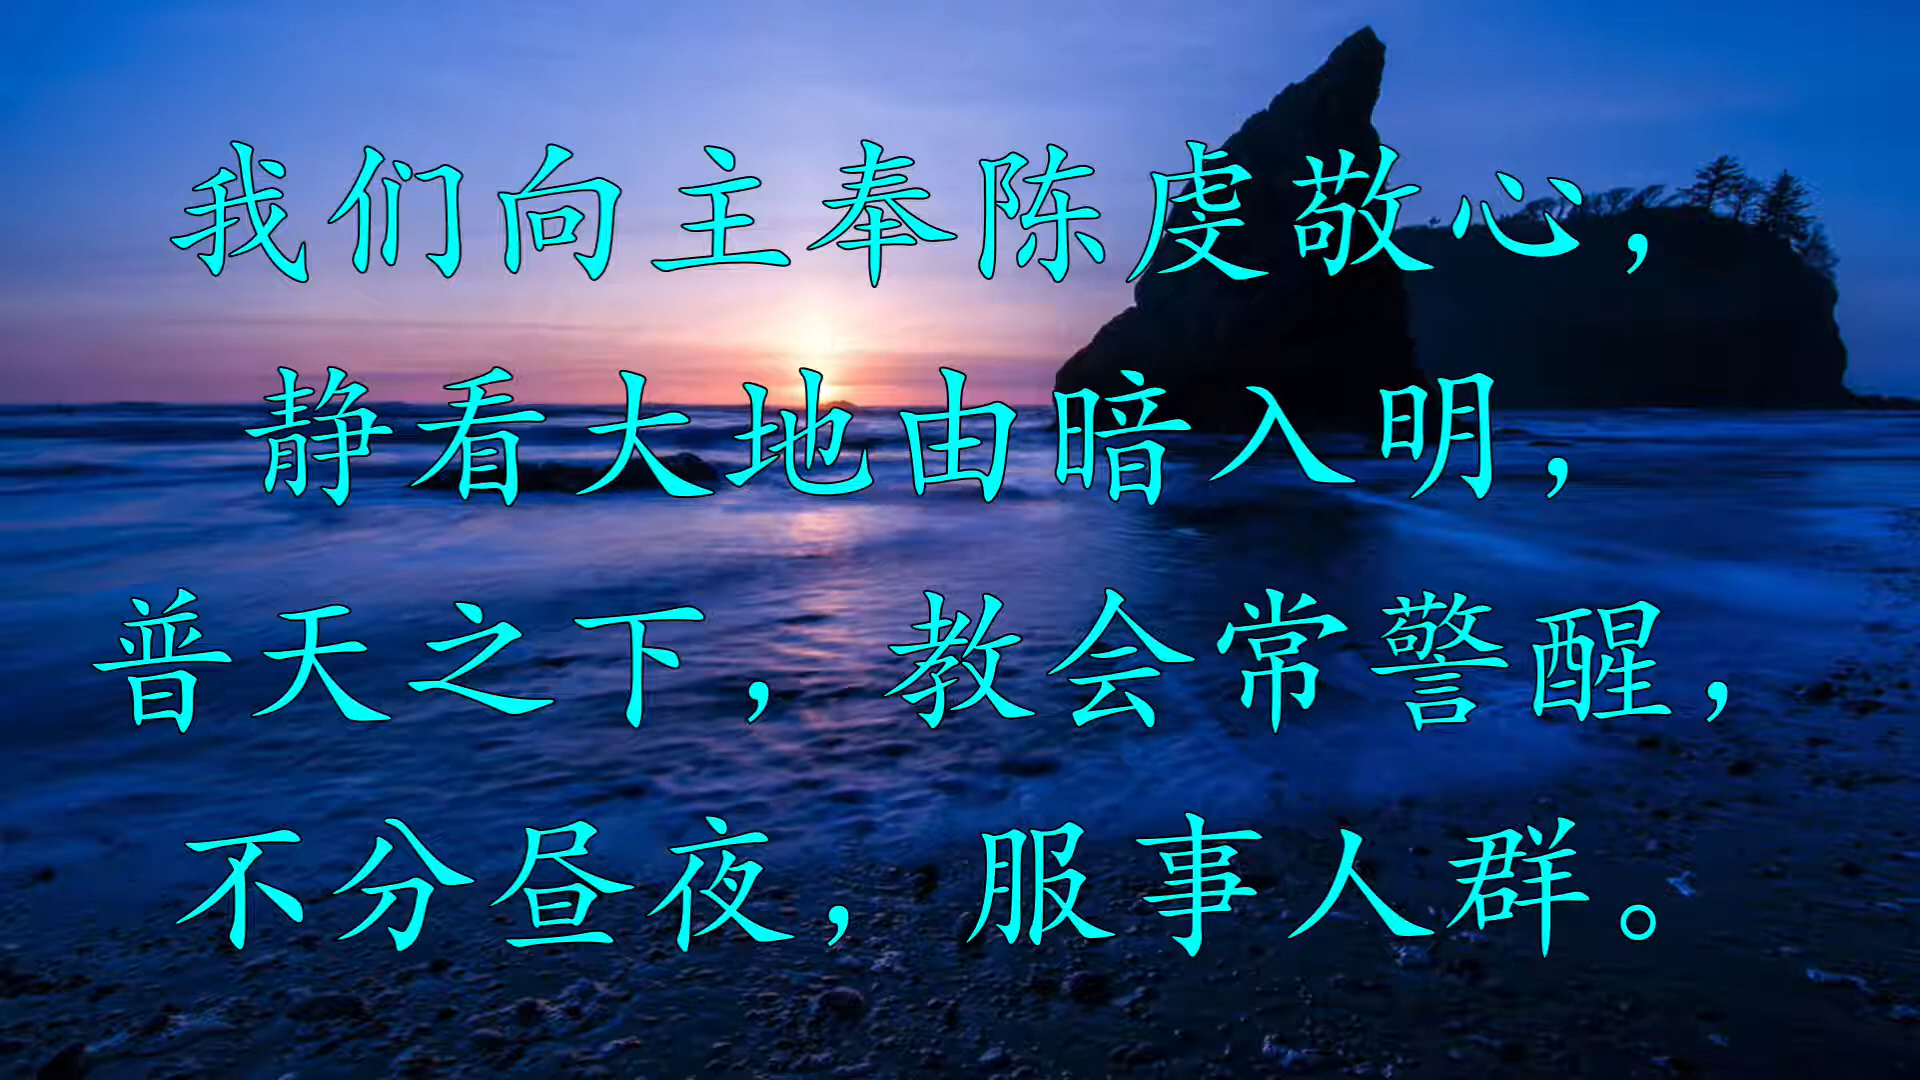 我们向主奉陈虔敬心，
静看大地由暗入明，
普天之下，教会常警醒，
不分昼夜，服事人群。